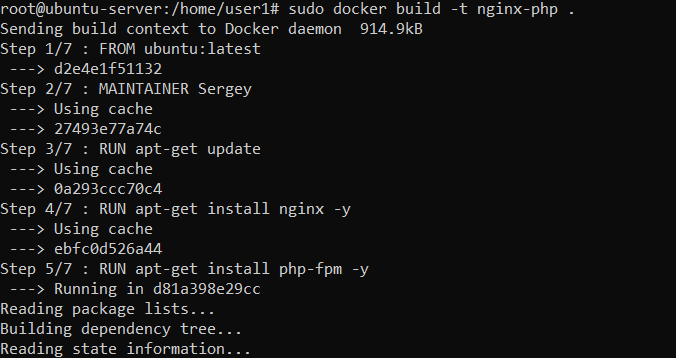 root@ubuntu-server:/home/user1# sudo docker build -t nginx-php .
Sending build context to Docker daemon  914.9kB
Step 1/7 : FROM ubuntu:latest
 ---> d2e4e1f51132
Step 2/7 : MAINTAINER Sergey
 ---> Using cache
 ---> 27493e77a74c
Step 3/7 : RUN apt-get update
 ---> Using cache
 ---> 0a293ccc70c4
Step 4/7 : RUN apt-get install nginx -y
 ---> Using cache
 ---> ebfc0d526a44
Step 5/7 : RUN apt-get install php-fpm -y
 ---> Running in d81a398e29cc
Reading package lists...
Building dependency tree...
Reading state information...